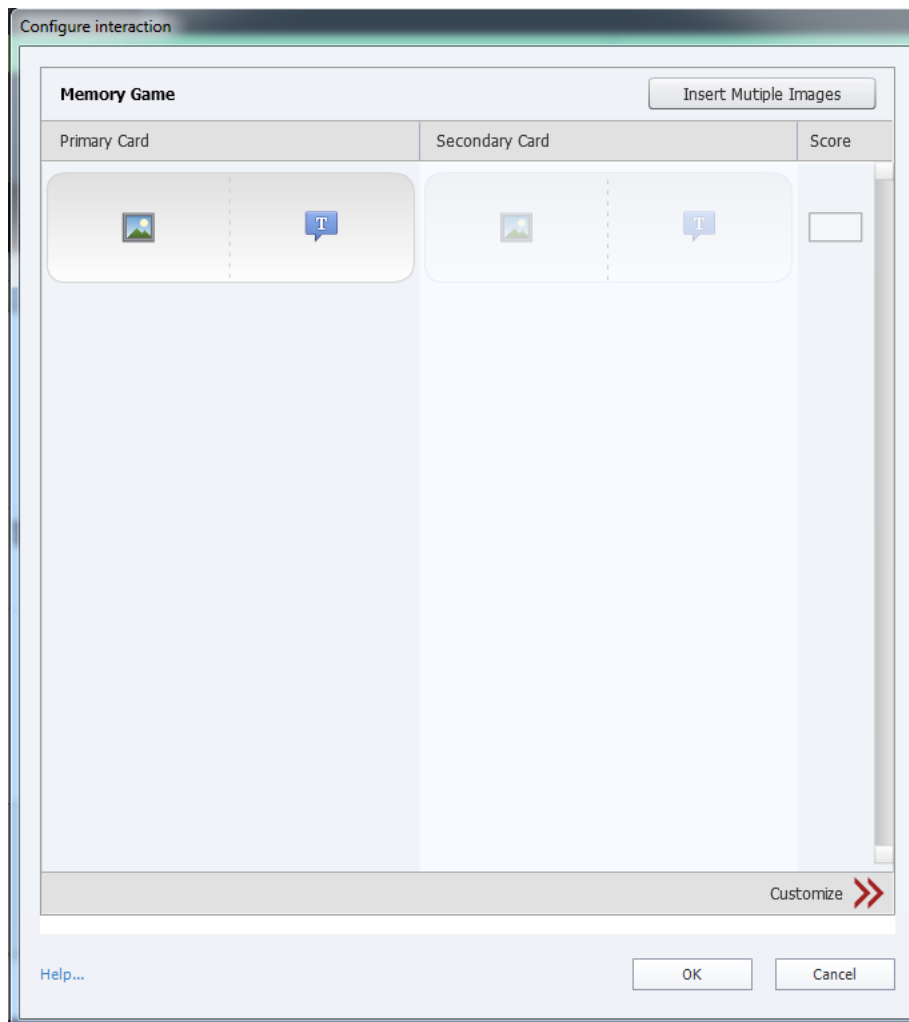 Configure interaction
Memory Game
Insert Mutiple Images
Primary Card
Secondary Card
Score
T
T
Customize
Help...
OK
Cancel